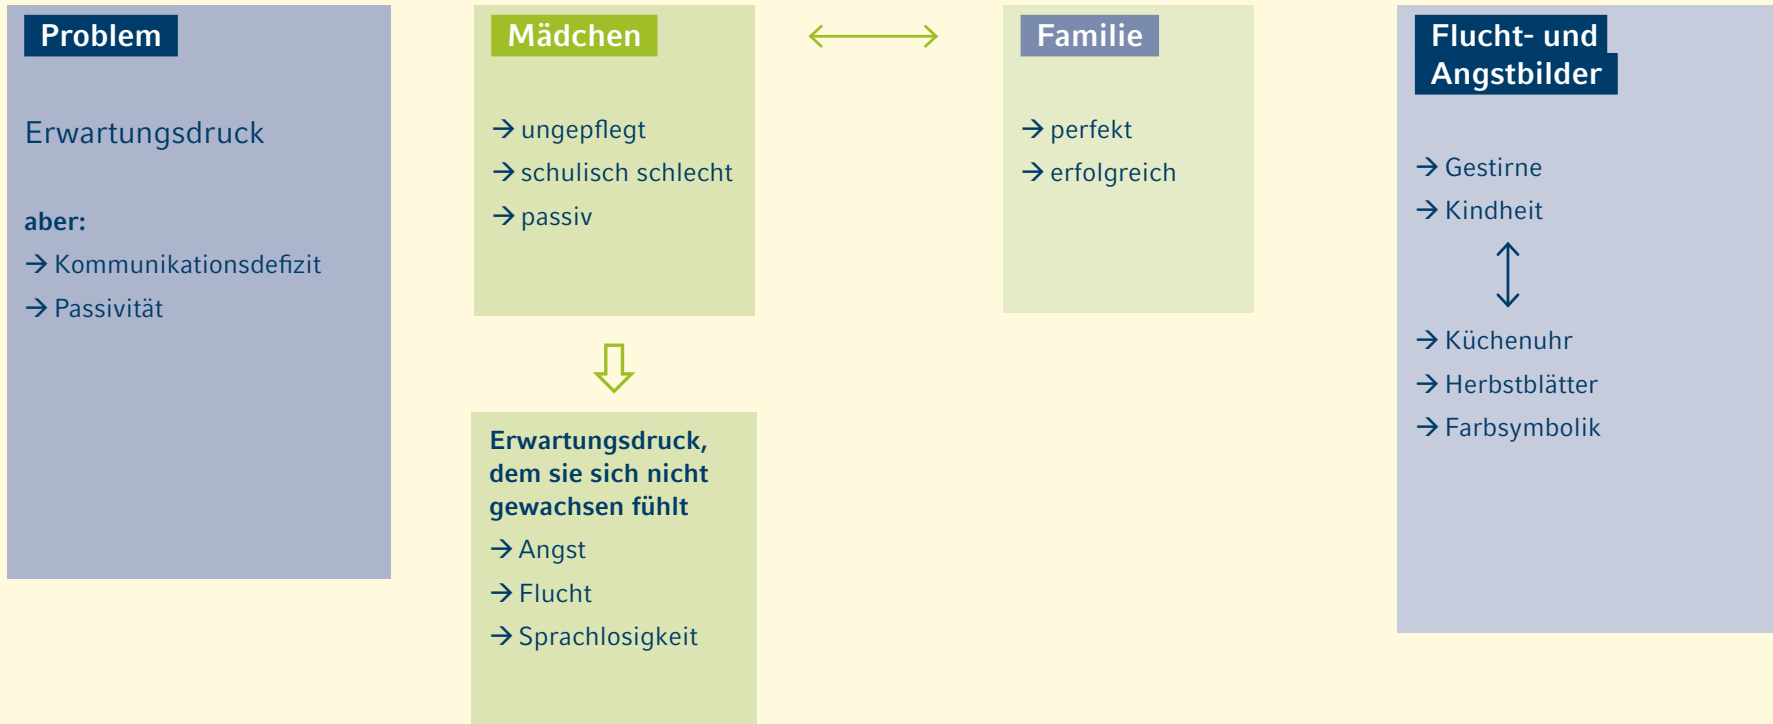 Problem
Erwartungsdruck
aber:
→ Kommunikationsdefizit
→ Passivität
Mädchen
→ ungepflegt
→ schulisch schlecht
→ passiv
Erwartungsdruck,
dem sie sich nicht
gewachsen fühlt
→ Angst
→ Flucht
→ Sprachlosigkeit
Familie
→ perfekt
→ erfolgreich
Flucht- und
Angstbilder
→ Gestirne
→ Kindheit
→ Küchenuhr
→ Herbstblätter
→ Farbsymbolik